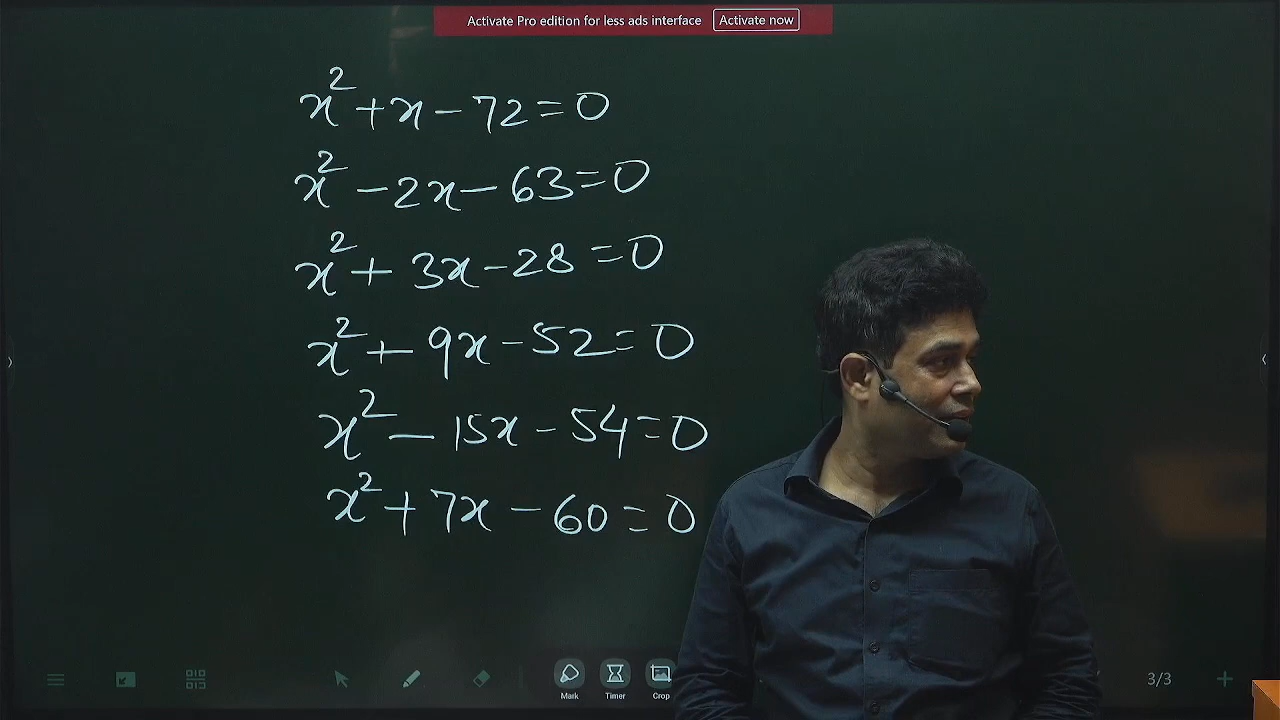 Activate Pro edition for less ads interface Activate now
x² + x - 72 = 0
x² - 2x - 63 = 0
x² + 3x - 28 = 0
x² + 9x - 52 = 0
x² - 15x - 54 = 0
x² + 7x - 60 = 0
Mark Timer Crop
3/3